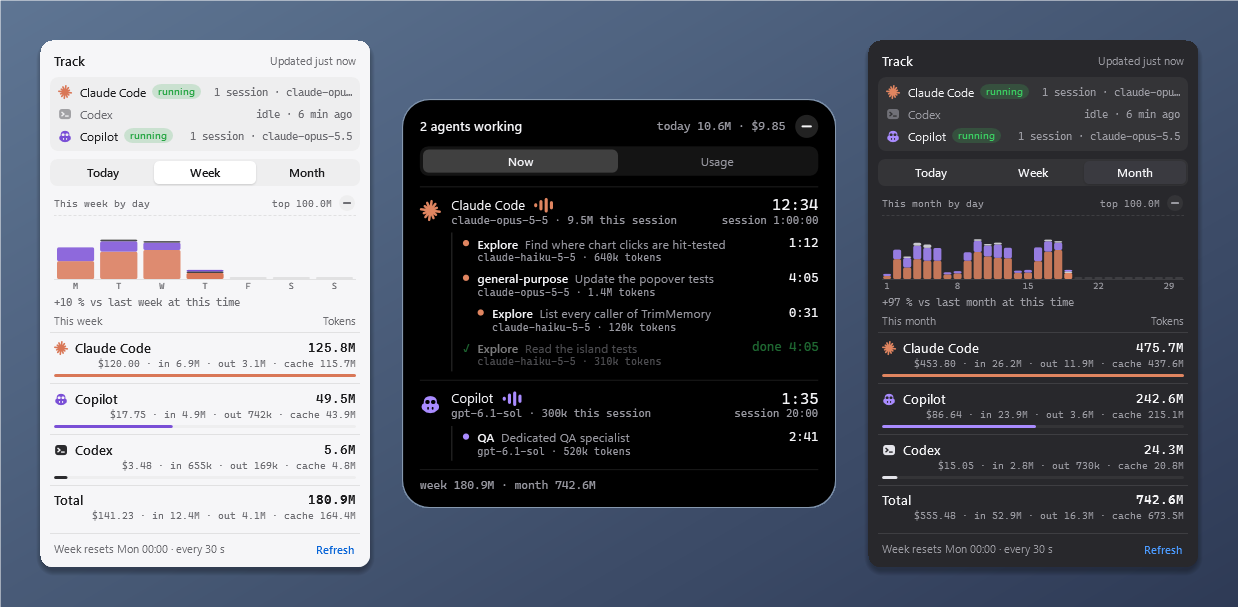 Track Updated just now
Claude Code running 1 session · claude-opu…
Codex idle · 6 min ago
Copilot running 1 session · claude-opus-5.5
Today Week Month
This week by day top 100.0M
M T W T F S S
+10 % vs last week at this time
This week Tokens
Claude Code 125.8M
$120.00 · in 6.9M · out 3.1M · cache 115.7M
Copilot 49.5M
$17.75 · in 4.9M · out 742k · cache 43.9M
Codex 5.6M
$3.48 · in 655k · out 169k · cache 4.8M
Total 180.9M
$141.23 · in 12.4M · out 4.1M · cache 164.4M
Week resets Mon 00:00 · every 30 s Refresh
2 agents working today 10.6M · $9.85
Now Usage
Claude Code 12:34
claude-opus-5-5 · 9.5M this session session 1:00:00
Explore Find where chart clicks are hit-tested 1:12
claude-haiku-5-5 · 640k tokens
general-purpose Update the popover tests 4:05
claude-opus-5-5 · 1.4M tokens
Explore List every caller of TrimMemory 0:31
claude-haiku-5-5 · 120k tokens
✓ Explore Read the island tests done 4:05
claude-haiku-5-5 · 310k tokens
Copilot 1:35
gpt-6.1-sol · 300k this session session 20:00
QA Dedicated QA specialist 2:41
gpt-6.1-sol · 520k tokens
week 180.9M · month 742.6M
Track Updated just now
Claude Code running 1 session · claude-opu…
Codex idle · 6 min ago
Copilot running 1 session · claude-opus-5.5
Today Week Month
This month by day top 100.0M
1 8 15 22 29
+97 % vs last month at this time
This month Tokens
Claude Code 475.7M
$453.80 · in 26.2M · out 11.9M · cache 437.6M
Copilot 242.6M
$86.64 · in 23.9M · out 3.6M · cache 215.1M
Codex 24.3M
$15.05 · in 2.8M · out 730k · cache 20.8M
Total 742.6M
$555.48 · in 52.9M · out 16.3M · cache 673.5M
Week resets Mon 00:00 · every 30 s Refresh